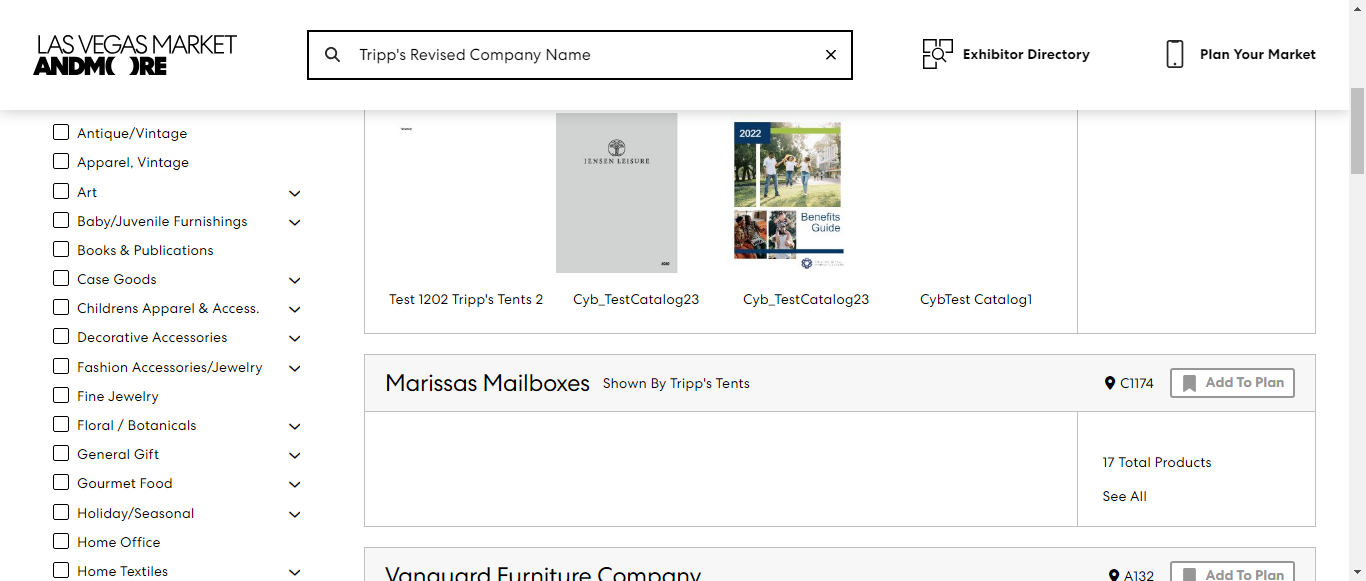 LAS VEGAS MARKET
ANDMORE
Tripp's Revised Company Name
Exhibitor Directory
Plan Your Market
Antique/Vintage
Apparel, Vintage
Art
Baby/Juvenile Furnishings
Books & Publications
Case Goods
Childrens Apparel & Access.
Decorative Accessories
Fashion Accessories/Jewelry
Fine Jewelry
Floral / Botanicals
General Gift
Gourmet Food
Holiday/Seasonal
Home Office
Home Textiles
JENSEN LEISURE
2022
Benefits
Guide
Test 1202 Tripp's Tents 2
Cyb_TestCatalog23
Cyb_TestCatalog23
CybTest Catalog1
Marissas Mailboxes Shown By Tripp's Tents
C1174
Add To Plan
17 Total Products
See All
Vanguard Furniture Company
A132
Add To Plan